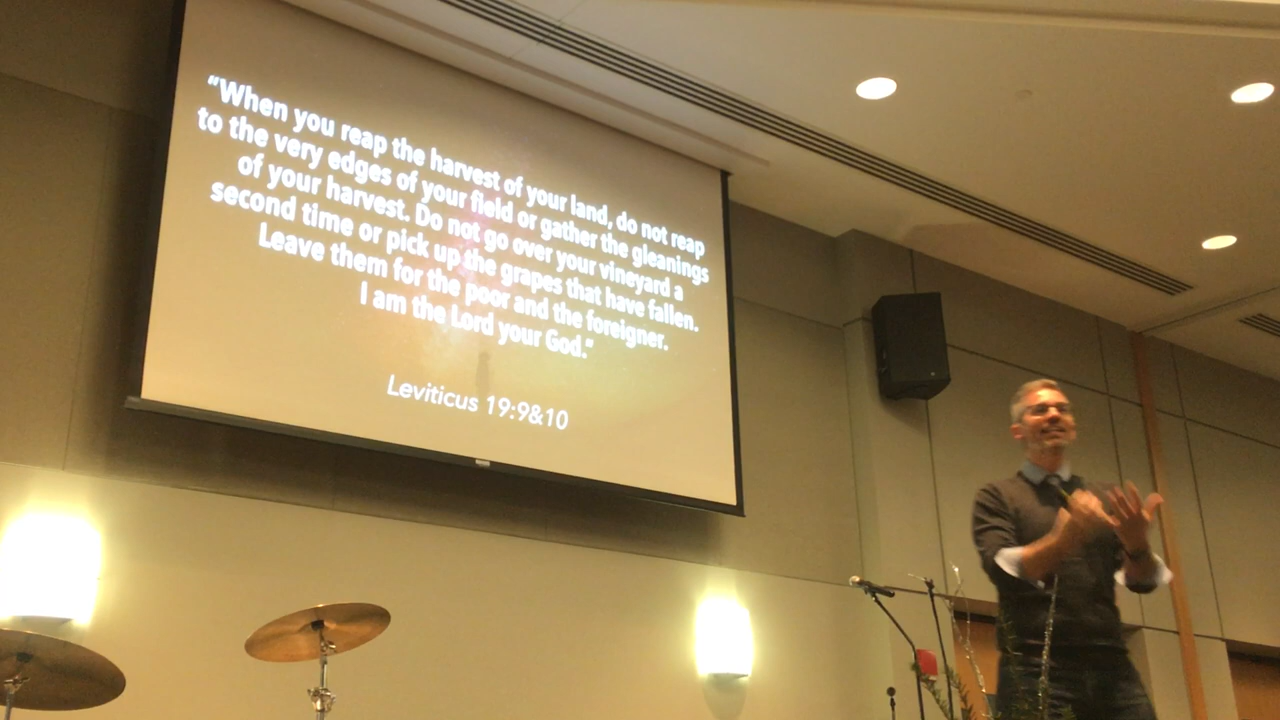 “When you reap the harvest of your land, do not reap
to the very edges of your field or gather the gleanings
of your harvest. Do not go over your vineyard a
second time or pick up the grapes that have fallen.
Leave them for the poor and the foreigner.
I am the Lord your God.”
Leviticus 19:9&10